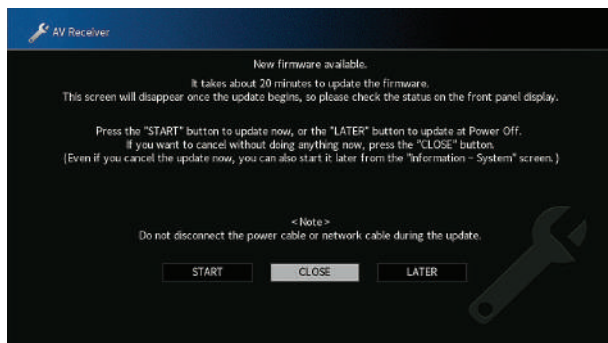 AV Receiver
New firmware available.
It takes about 20 minutes to update the firmware.
This screen will disappear once the update begins, so please check the status on the front panel display.
Press the "START" button to update now, or the "LATER" button to update at Power Off.
If you want to cancel without doing anything now, press the "CLOSE" button.
(Even if you cancel the update now, you can also start it later from the "Information – System" screen.)
<Note>
Do not disconnect the power cable or network cable during the update.
START CLOSE LATER